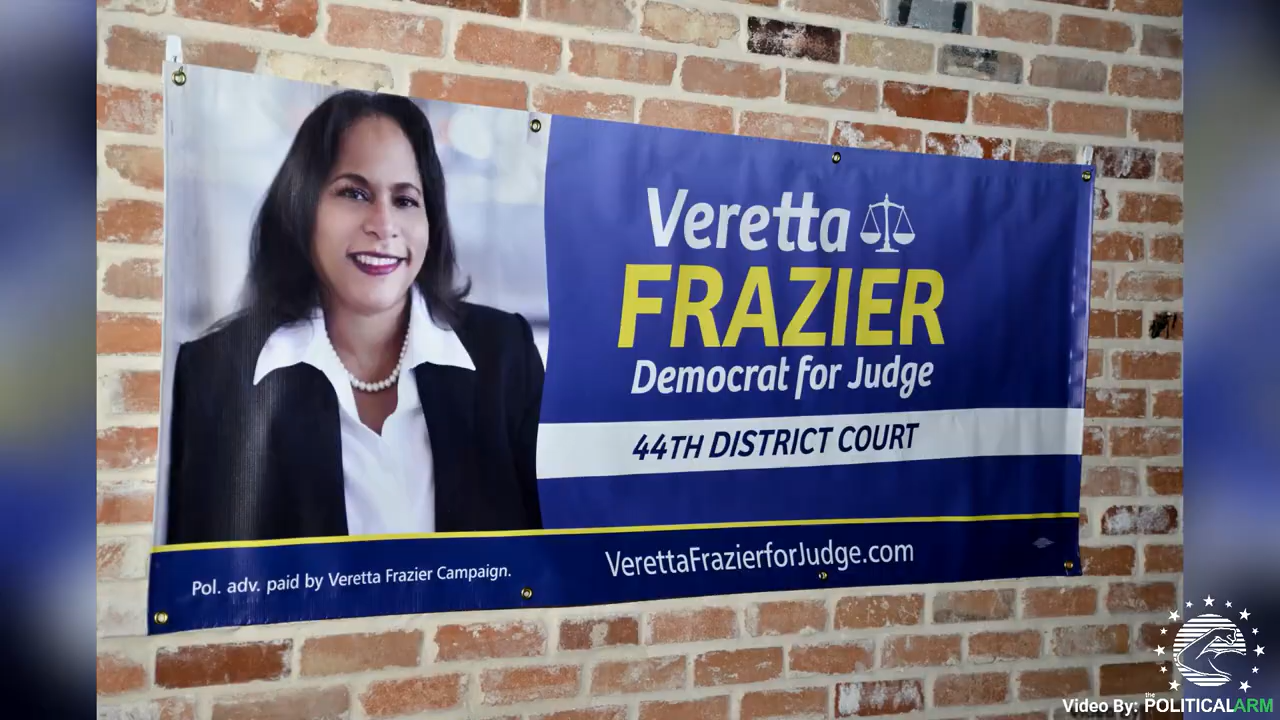 Veretta
FRAZIER
Democrat for Judge
44TH DISTRICT COURT
VerettaFrazierforJudge.com
Pol. adv. paid by Veretta Frazier Campaign.
Video By: the POLITICALARM